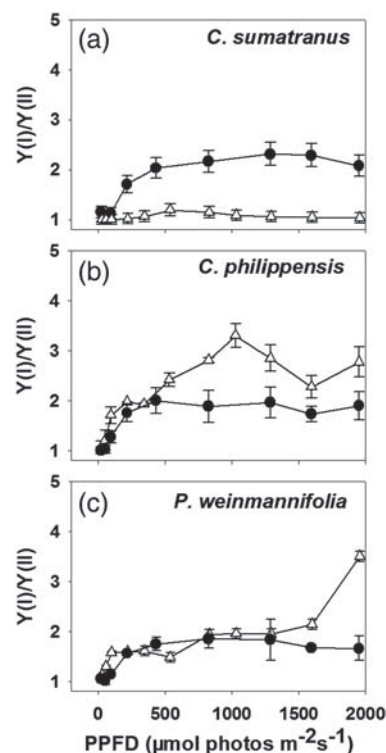 (a) C. sumatranus
5
4
3
2
1
Y(I)/Y(II)
(b) C. philippensis
5
4
3
2
1
Y(I)/Y(II)
(c) P. weinmannifolia
5
4
3
2
1
Y(I)/Y(II)
0 500 1000 1500 2000
PPFD (μmol photos m-2s-1)